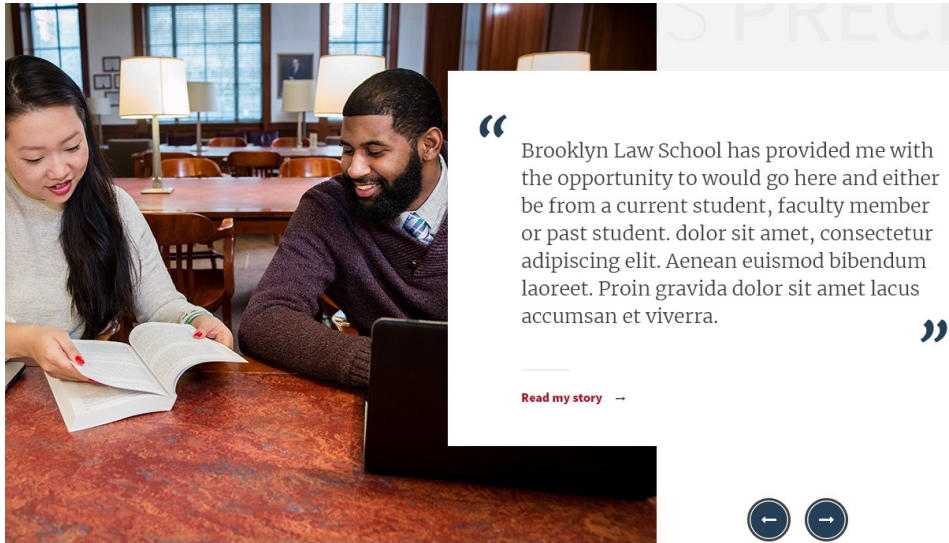 S PRECI
“
Brooklyn Law School has provided me with
the opportunity to would go here and either
be from a current student, faculty member
or past student. dolor sit amet, consectetur
adipiscing elit. Aenean euismod bibendum
laoreet. Proin gravida dolor sit amet lacus
accumsan et viverra.
”
Read my story →
← →